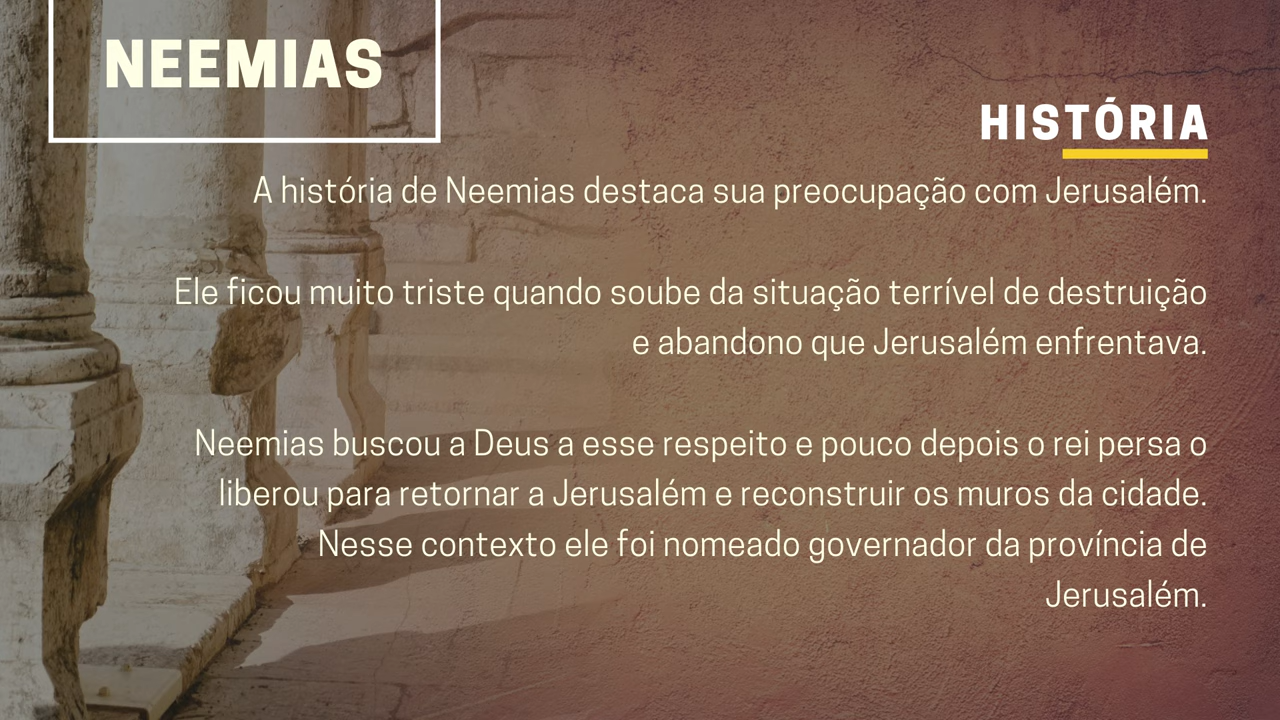 NEEMIAS
HISTÓRIA
A história de Neemias destaca sua preocupação com Jerusalém.
Ele ficou muito triste quando soube da situação terrível de destruição
e abandono que Jerusalém enfrentava.
Neemias buscou a Deus a esse respeito e pouco depois o rei persa o
liberou para retornar a Jerusalém e reconstruir os muros da cidade.
Nesse contexto ele foi nomeado governador da província de
Jerusalém.